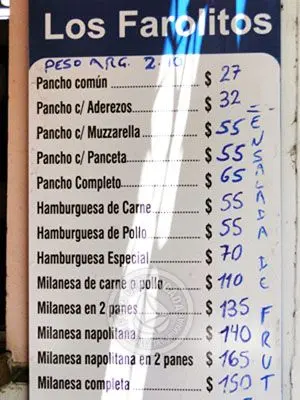 Los Farolitos
PESO ARG. 2.10
Pancho común $ 27
Pancho c/ Aderezos $ 32
Pancho c/ Muzzarella $ 55
Pancho c/ Panceta $ 55
Pancho Completo $ 65
Hamburguesa de Carne $ 55
Hamburguesa de Pollo $ 55
Hamburguesa Especial $ 70
Milanesa de carne o pollo $ 110
Milanesa en 2 panes $ 135
Milanesa napolitana $ 140
Milanesa napolitana en 2 panes $ 165
Milanesa completa $ 150
ENSALADA DE FRUT